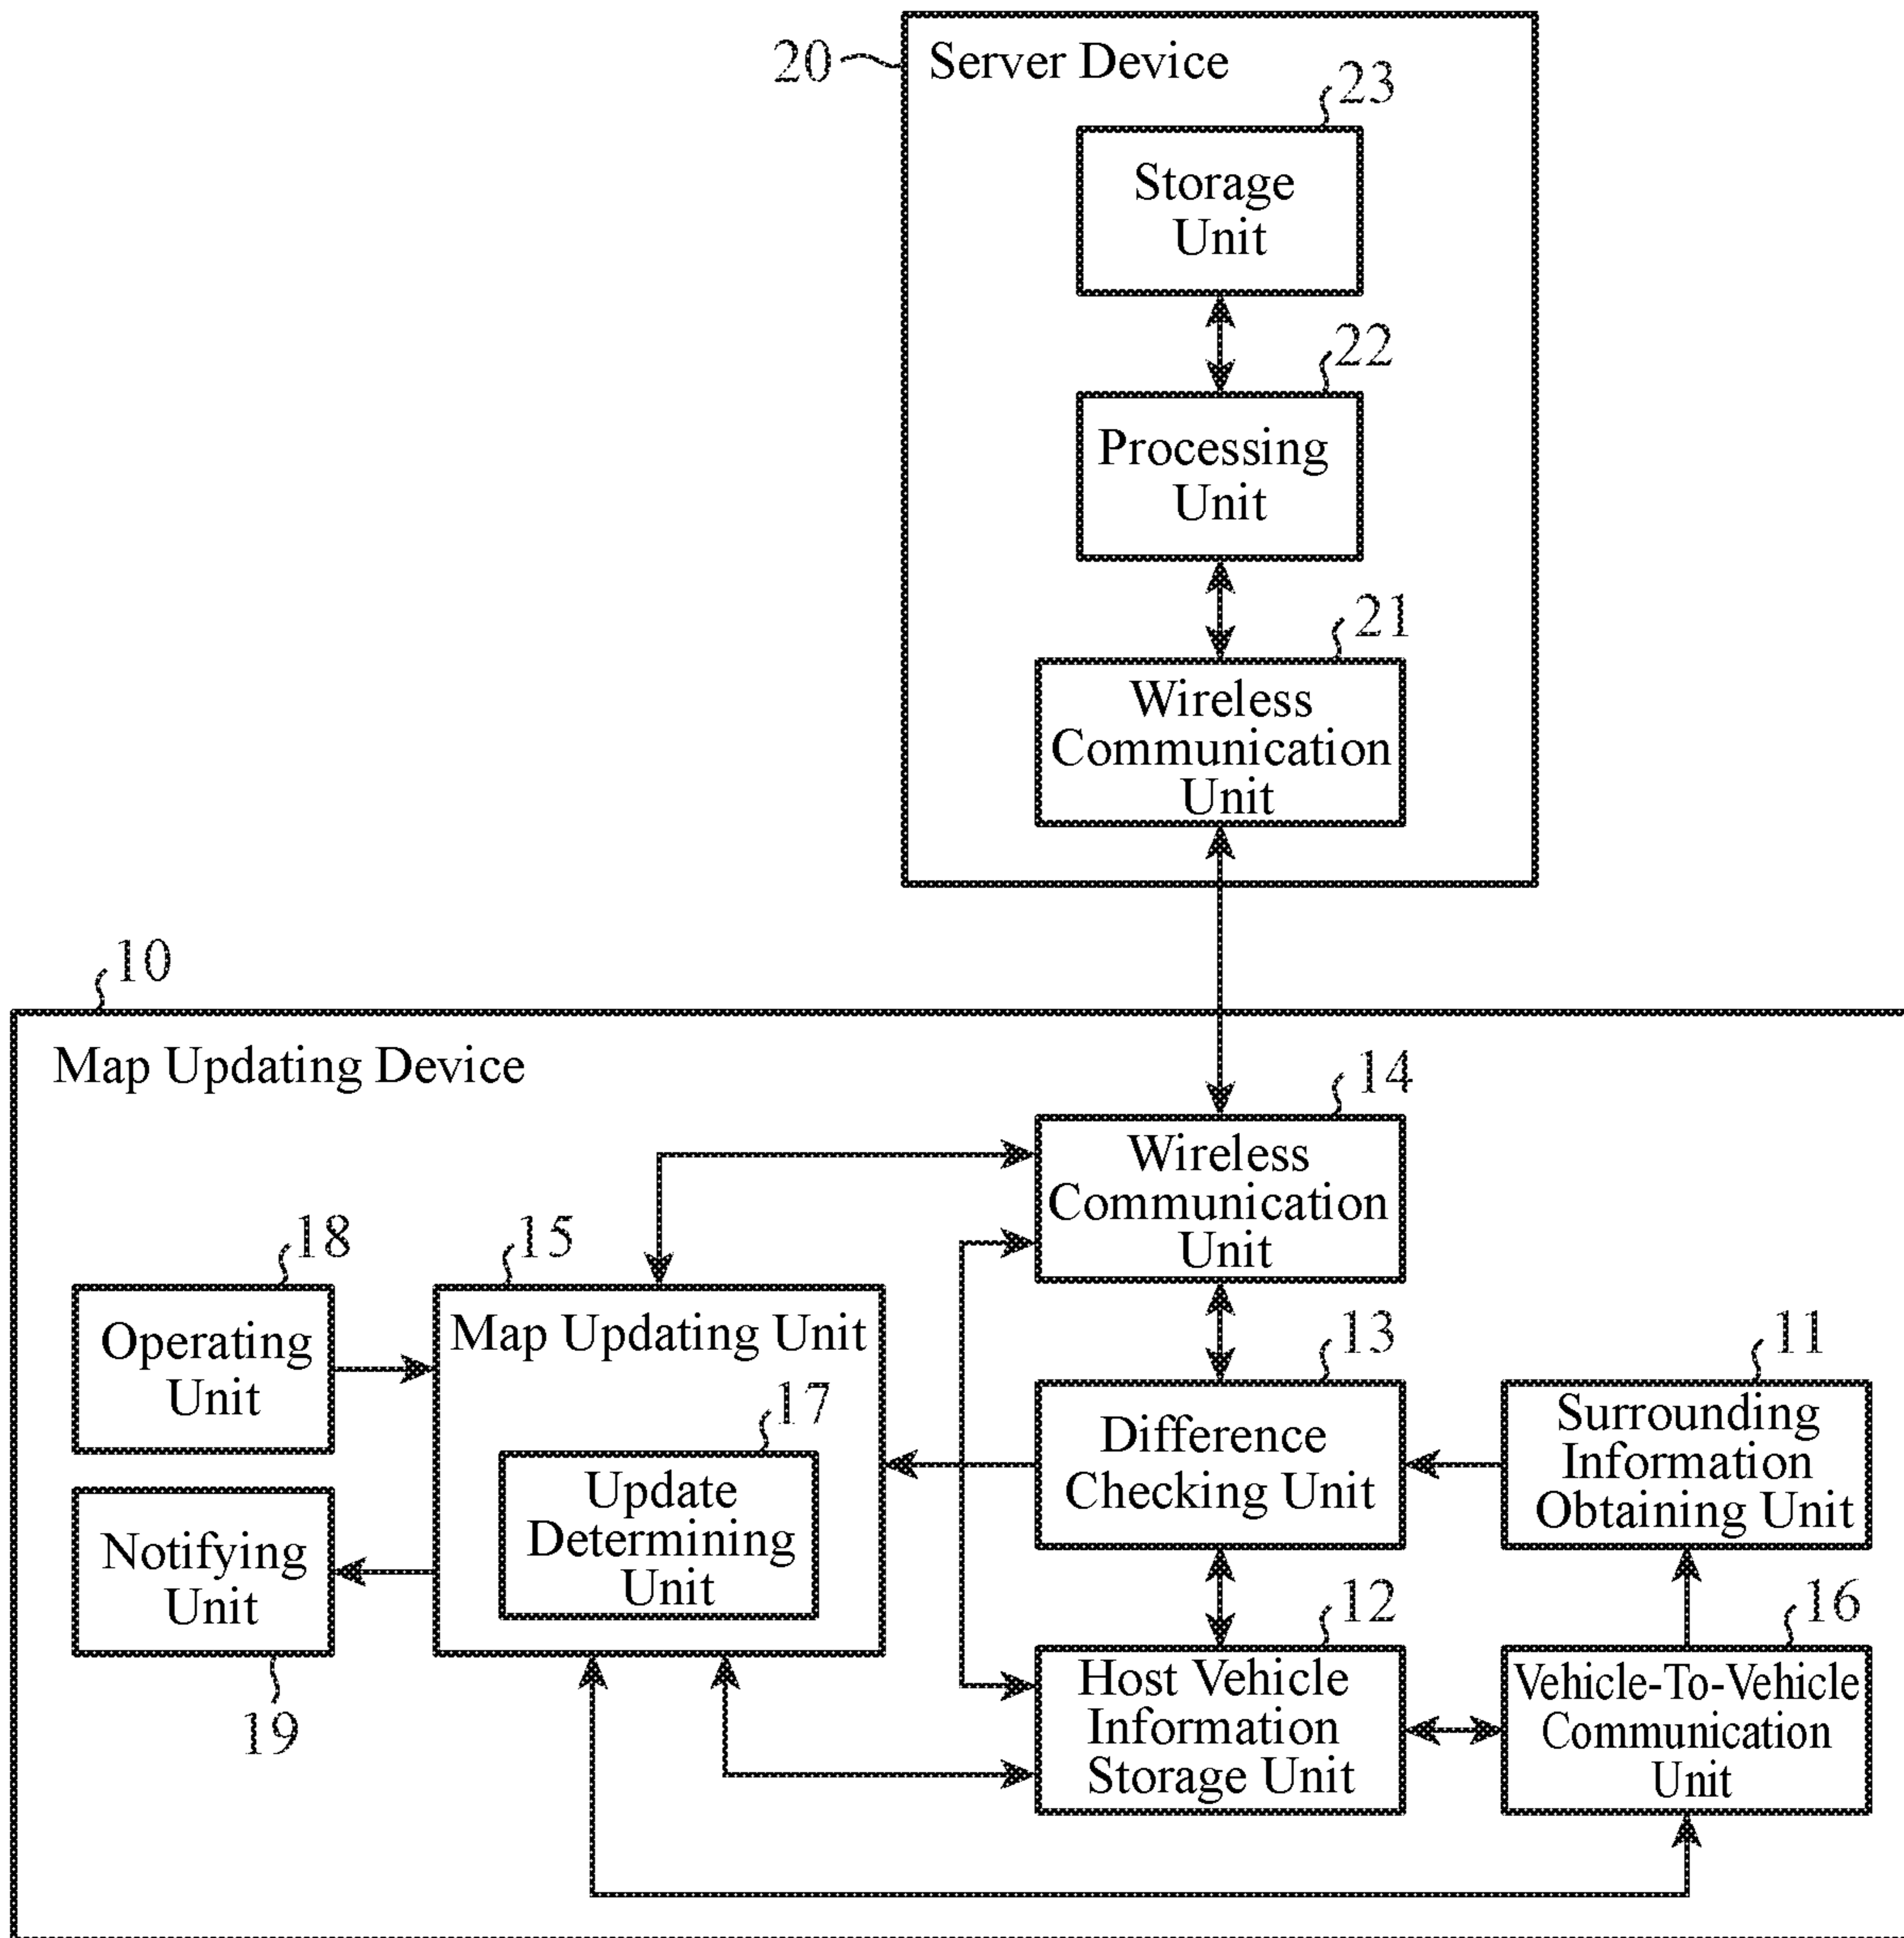 20
Server Device
23
Storage
Unit
22
Processing
Unit
21
Wireless
Communication
Unit
10
Map Updating Device
14
Wireless
Communication
Unit
18
Operating
Unit
15
Map Updating Unit
17
Update
Determining
Unit
13
Difference
Checking Unit
11
Surrounding
Information
Obtaining Unit
Notifying
Unit
19
12
Host Vehicle
Information
Storage Unit
16
Vehicle-To-Vehicle
Communication
Unit